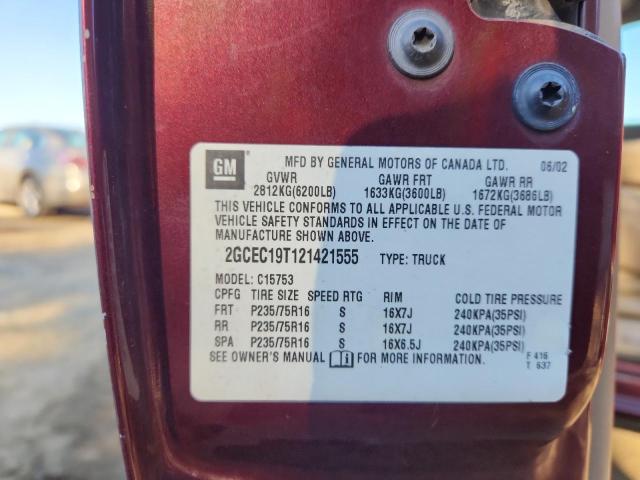 GM
MFD BY GENERAL MOTORS OF CANADA LTD. 06/02
GVWR GAWR FRT GAWR RR
2812KG(6200LB) 1633KG(3600LB) 1672KG(3686LB)
THIS VEHICLE CONFORMS TO ALL APPLICABLE U.S. FEDERAL MOTOR
VEHICLE SAFETY STANDARDS IN EFFECT ON THE DATE OF
MANUFACTURE SHOWN ABOVE.
2GCEC19T121421555 TYPE: TRUCK
MODEL: C15753
CPFG TIRE SIZE SPEED RTG RIM COLD TIRE PRESSURE
FRT P235/75R16 S 16X7J 240KPA(35PSI)
RR P235/75R16 S 16X7J 240KPA(35PSI)
SPA P235/75R16 S 16X6.5J 240KPA(35PSI)
SEE OWNER'S MANUAL FOR MORE INFORMATION. F 416
T 637